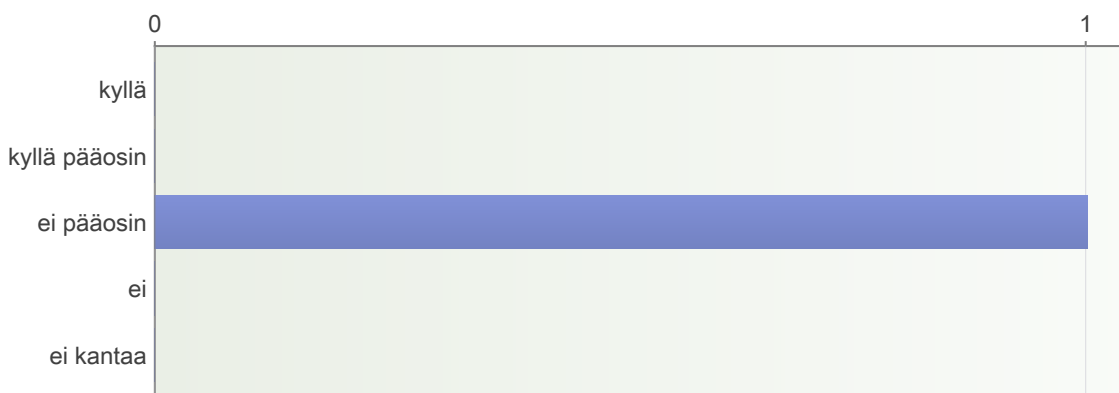 0 1
kyllä
kyllä pääosin
ei pääosin
ei
ei kantaa